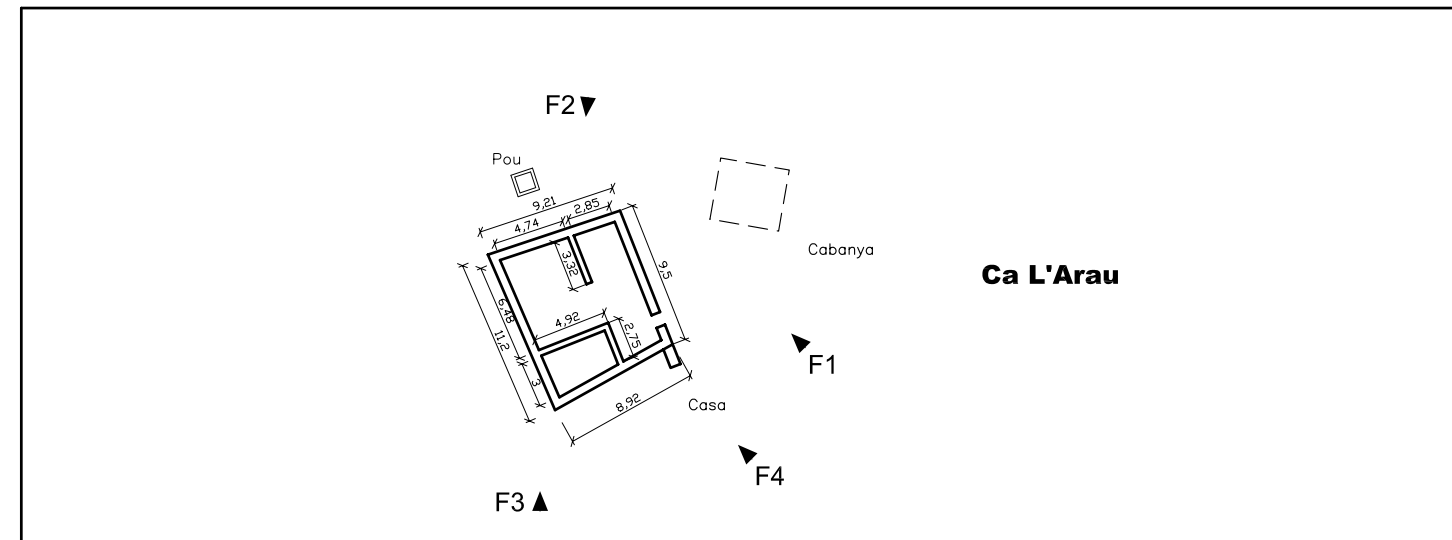 F2
Pou
9,21
4,74
2,85
3,32
9,5
Cabanya
Ca L'Arau
6,48
11,2
4,92
2,75
3
F1
8,92
Casa
F4
F3